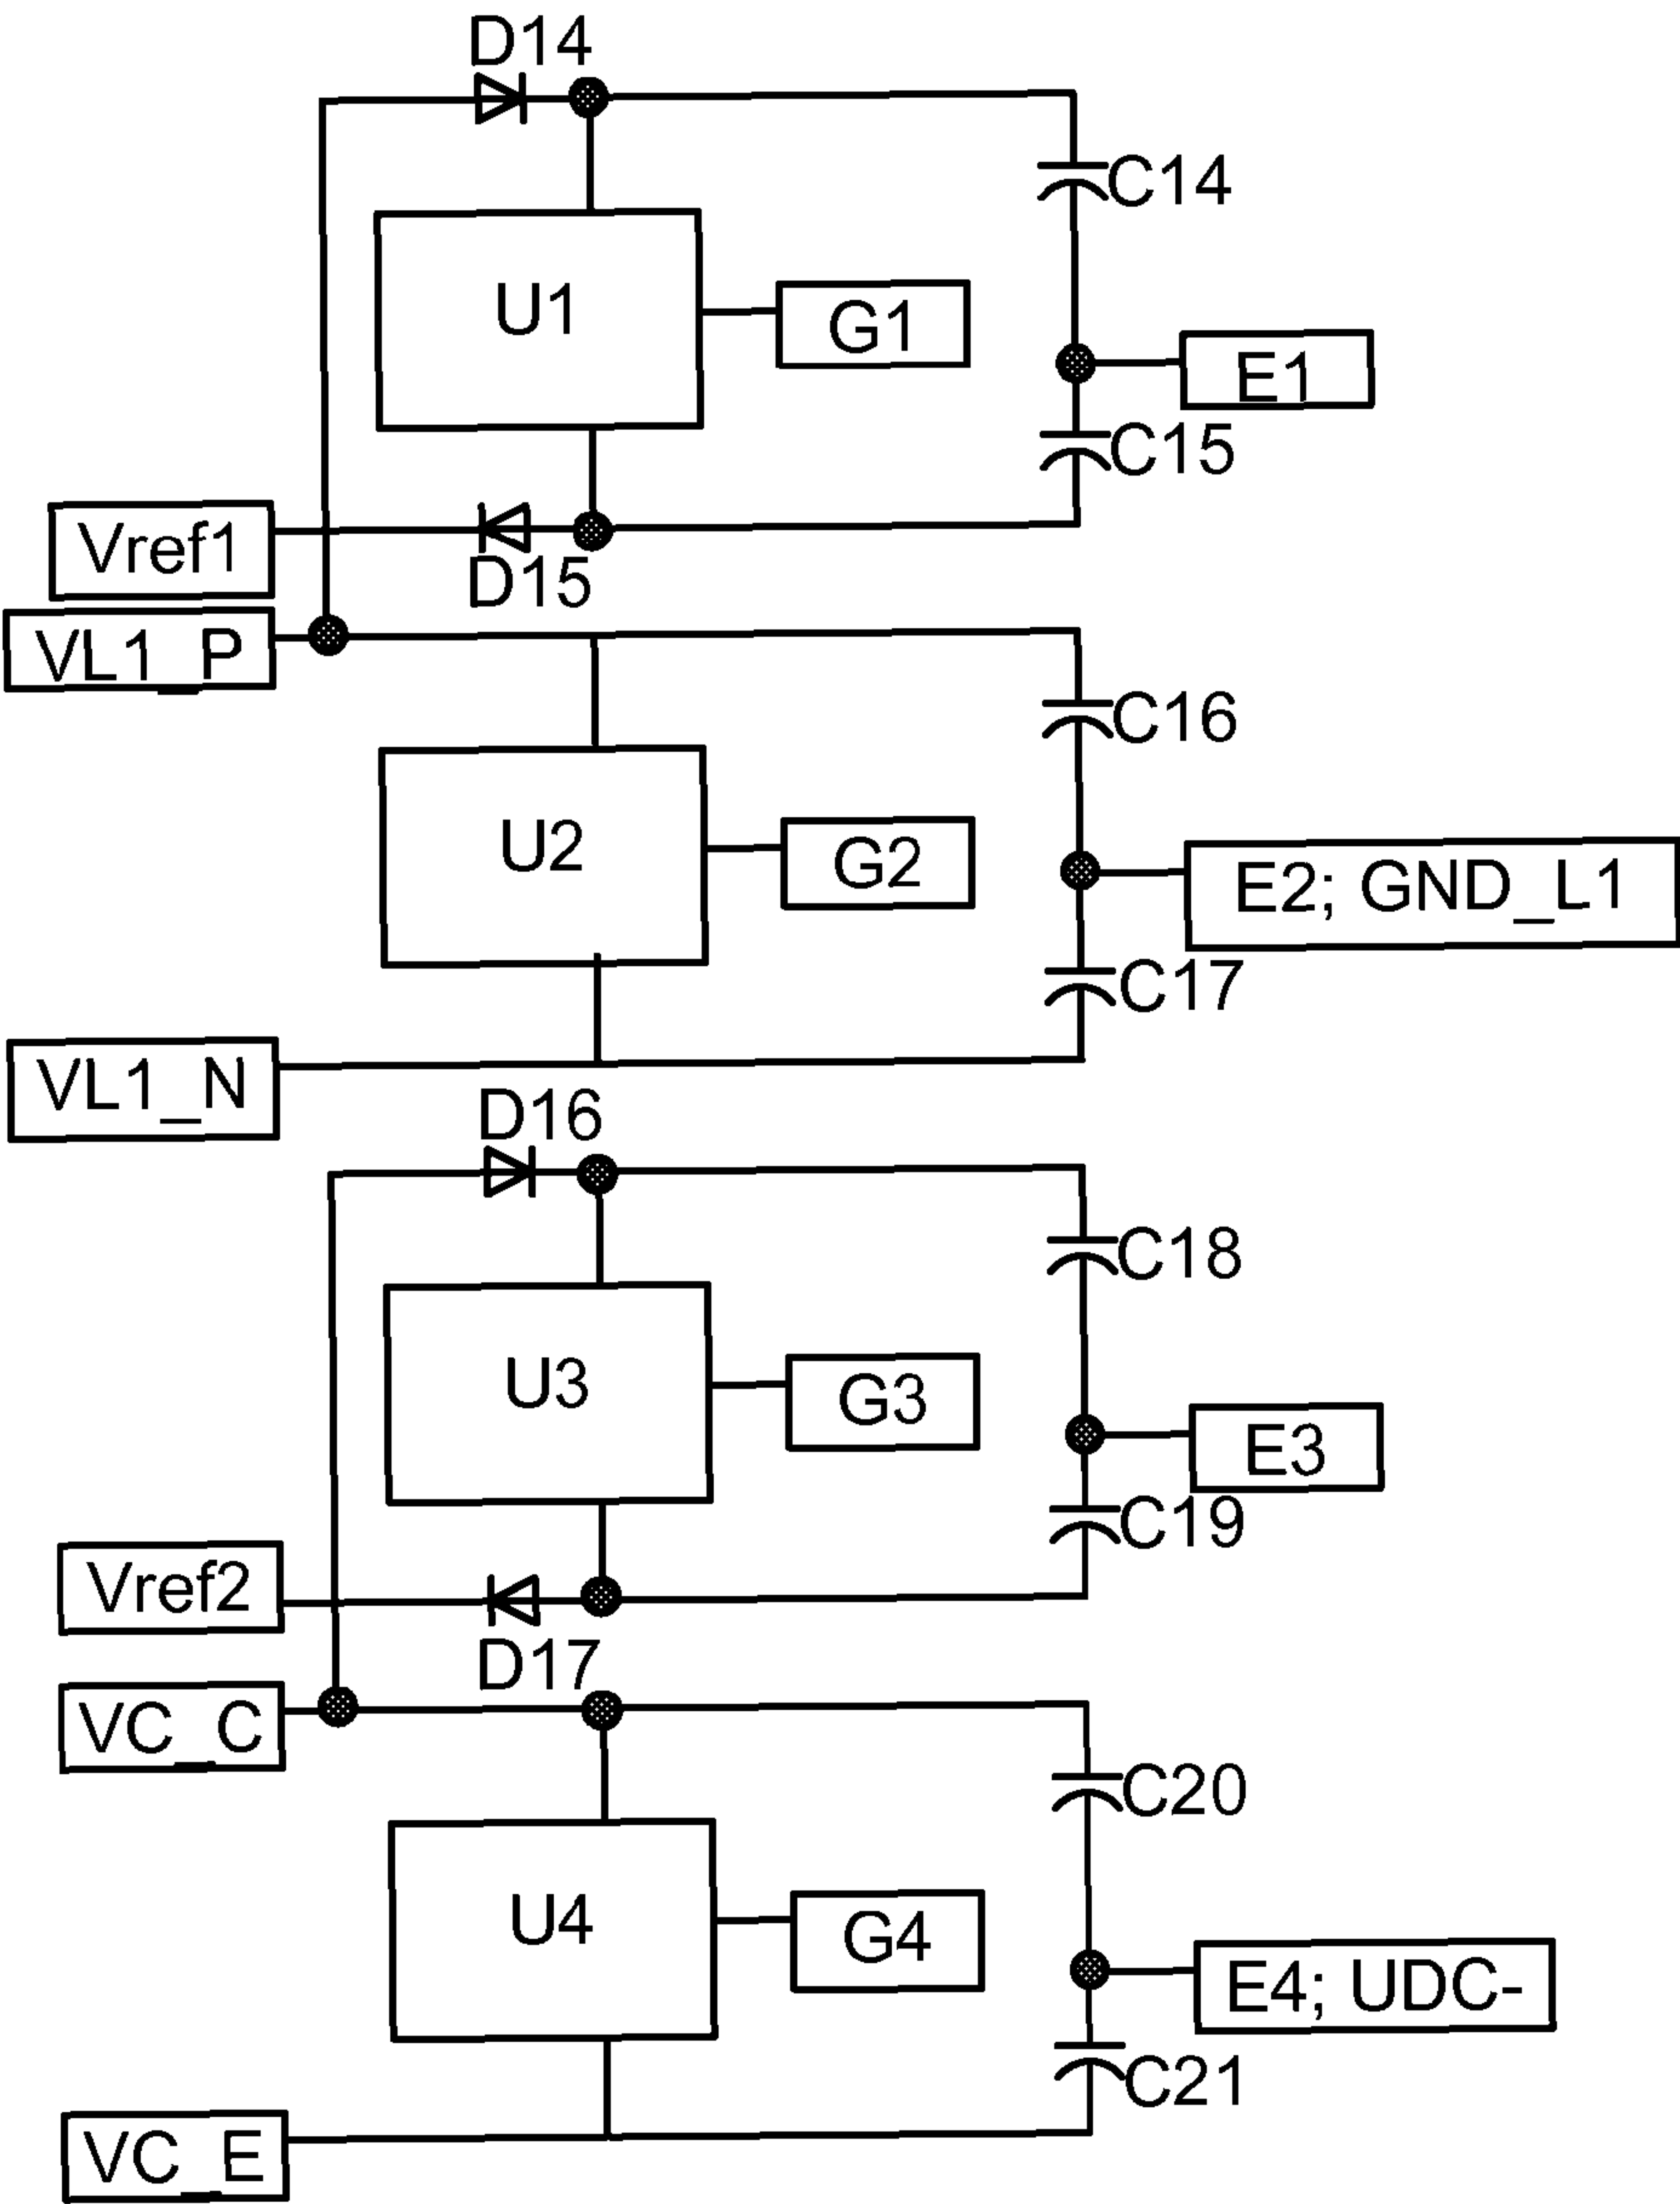 D14
C14
U1
G1
E1
C15
Vref1
D15
VL1_P
C16
U2
G2
E2; GND_L1
C17
VL1_N
D16
C18
U3
G3
E3
C19
Vref2
D17
VC_C
C20
U4
G4
E4; UDC-
C21
VC_E